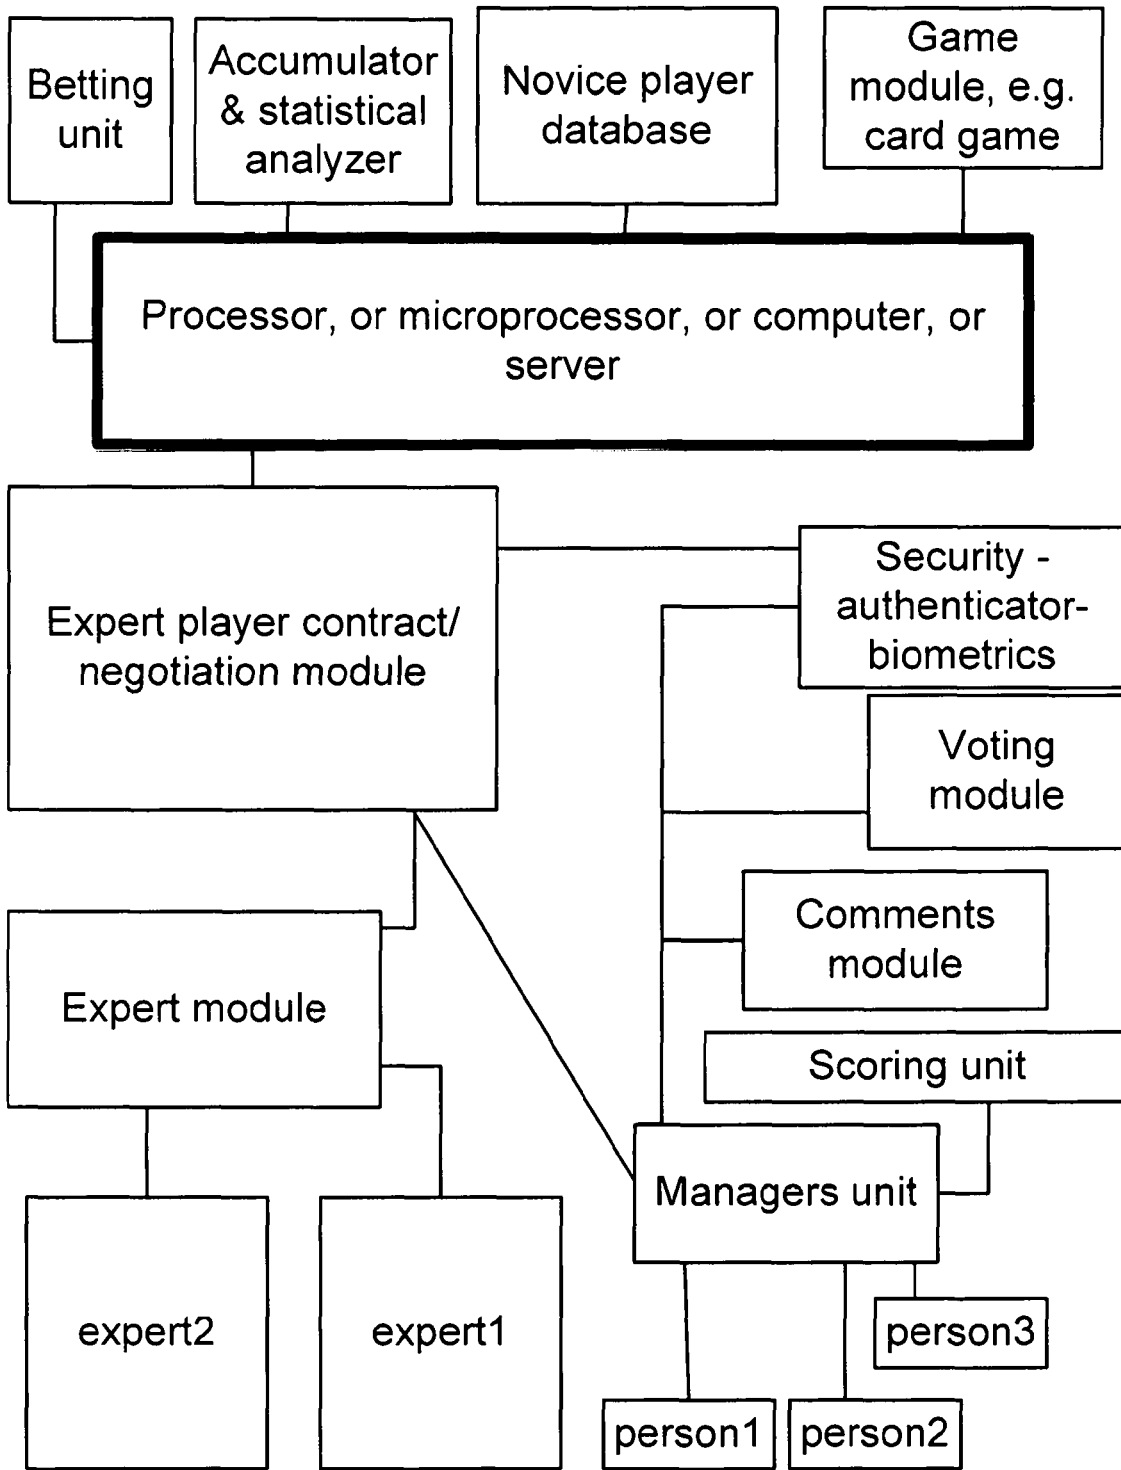 Betting
unit
Accumulator
& statistical
analyzer
Novice player
database
Game
module, e.g.
card game
Processor, or microprocessor, or computer, or
server
Expert player contract/
negotiation module
Security -
authenticator-
biometrics
Voting
module
Comments
module
Expert module
Scoring unit
Managers unit
expert2
expert1
person3
person1
person2